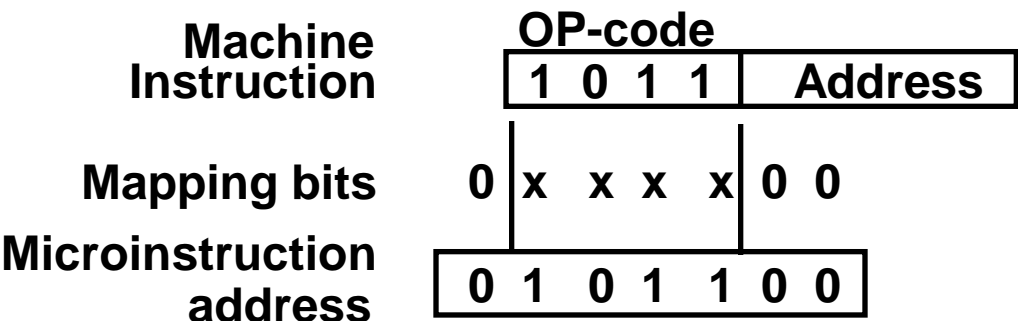 OP-code
Machine
Instruction
1 0 1 1 Address
Mapping bits 0 x x x x 0 0
Microinstruction
address
0 1 0 1 1 0 0